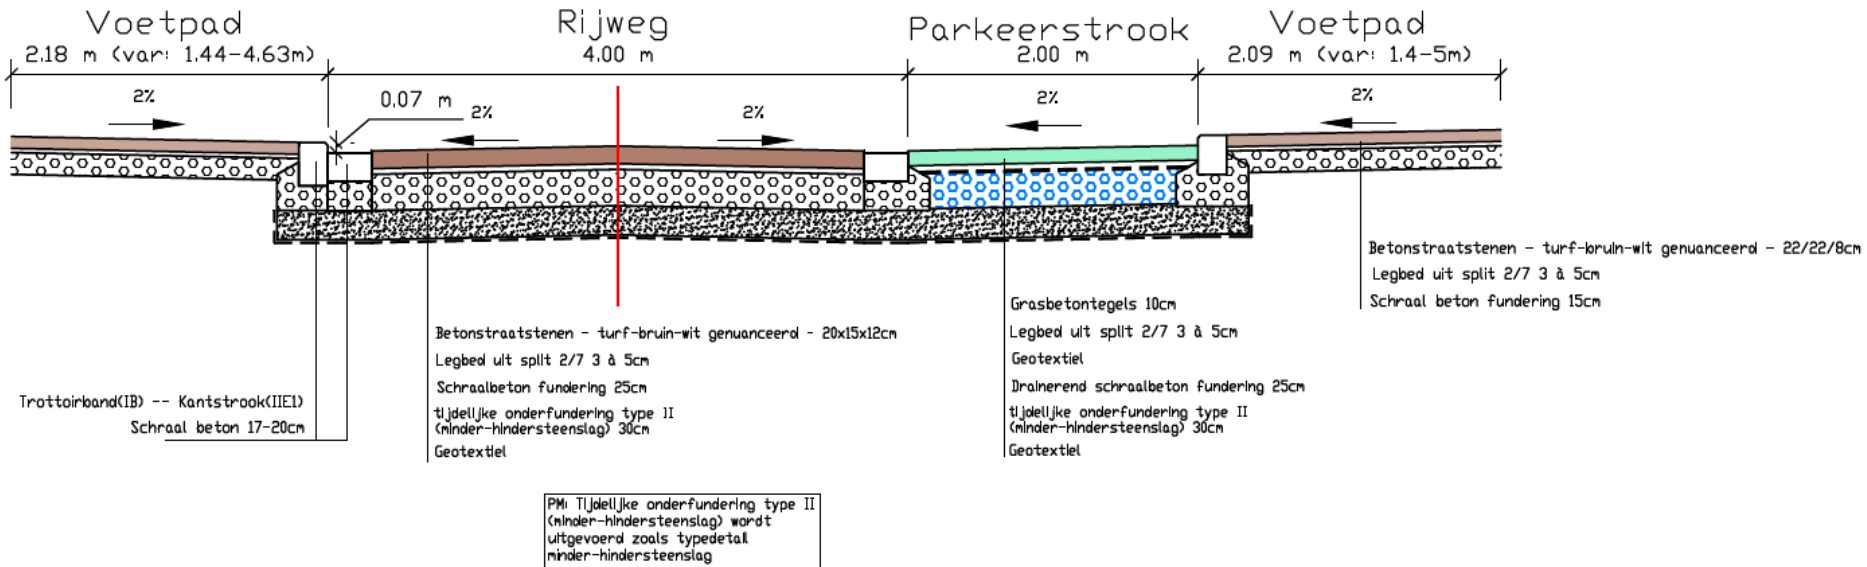 Voetpad
2.18 m (var: 1.44-4.63m)
Rijweg
4.00 m
Parkeerstrook
2.00 m
Voetpad
2.09 m (var: 1.4-5m)
2%
0.07 m
2%
2%
2%
2%
Betonstraatstenen - turf-bruin-wit genuanceerd - 22/22/8cm
Legbed uit split 2/7 3 à 5cm
Schraal beton fundering 15cm
Grasbetontegels 10cm
Legbed uit split 2/7 3 à 5cm
Geotextiel
Drainerend schraalbeton fundering 25cm
tijdelijke onderfundering type II
(minder-hindersteenslag) 30cm
Geotextiel
Betonstraatstenen - turf-bruin-wit genuanceerd - 20x15x12cm
Legbed uit split 2/7 3 à 5cm
Schraalbeton fundering 25cm
tijdelijke onderfundering type II
(minder-hindersteenslag) 30cm
Geotextiel
Trottoirband(IB) -- Kantstrook(IIE1)
Schraal beton 17-20cm
PM: Tijdelijke onderfundering type II
(minder-hindersteenslag) wordt
uitgevoerd zoals typedetail
minder-hindersteenslag